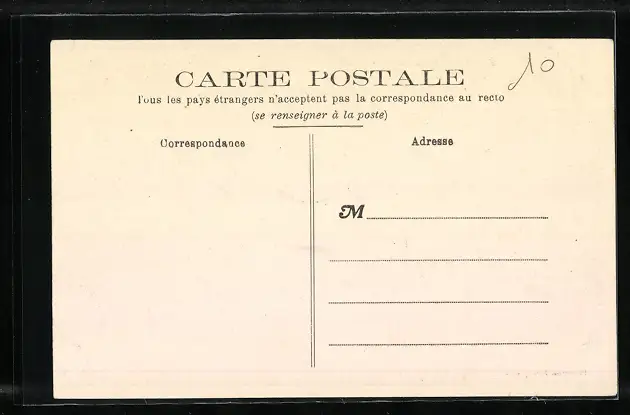 10
CARTE POSTALE
Tous les pays étrangers n'acceptent pas la correspondance au recto
(se renseigner à la poste)
Correspondance
Adresse
M